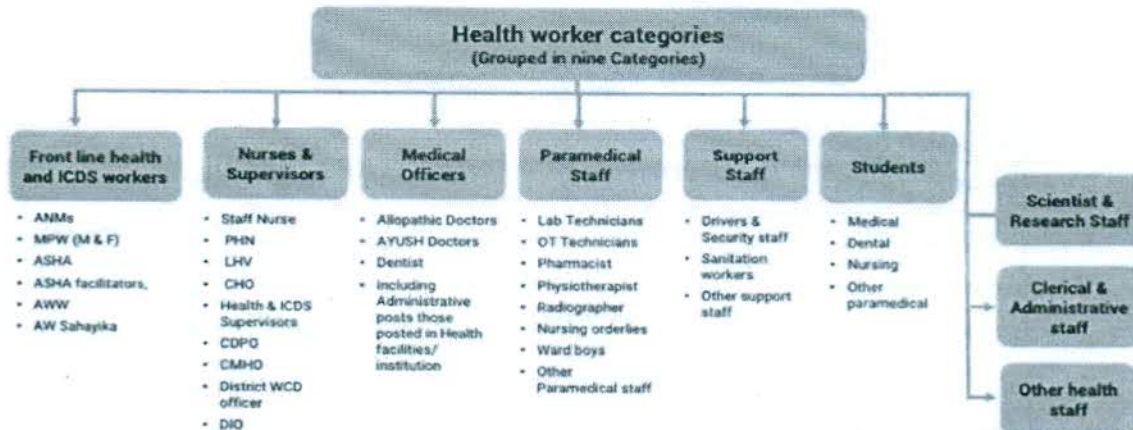 Health worker categories
(Grouped in nine Categories)
Front line health
and ICDS workers
• ANMs
• MPW (M & F)
• ASHA
• ASHA facilitators,
• AWW
• AW Sahayika
Nurses &
Supervisors
• Staff Nurse
• PHN
• LHV
• CHO
• Health & ICDS
Supervisors
• CDPO
• CMHO
• District WCD
officer
• DIO
Medical
Officers
• Allopathic Doctors
• AYUSH Doctors
• Dentist
• Including
Administrative
posts those
posted in Health
facilities/
institution
Paramedical
Staff
• Lab Technicians
• OT Technicians
• Pharmacist
• Physiotherapist
• Radiographer
• Nursing orderlies
• Ward boys
• Other
Paramedical staff
Support
Staff
• Drivers &
Security staff
• Sanitation
workers
• Other support
staff
Students
• Medical
• Dental
• Nursing
• Other
paramedical
Scientist &
Research Staff
Clerical &
Administrative
staff
Other health
staff